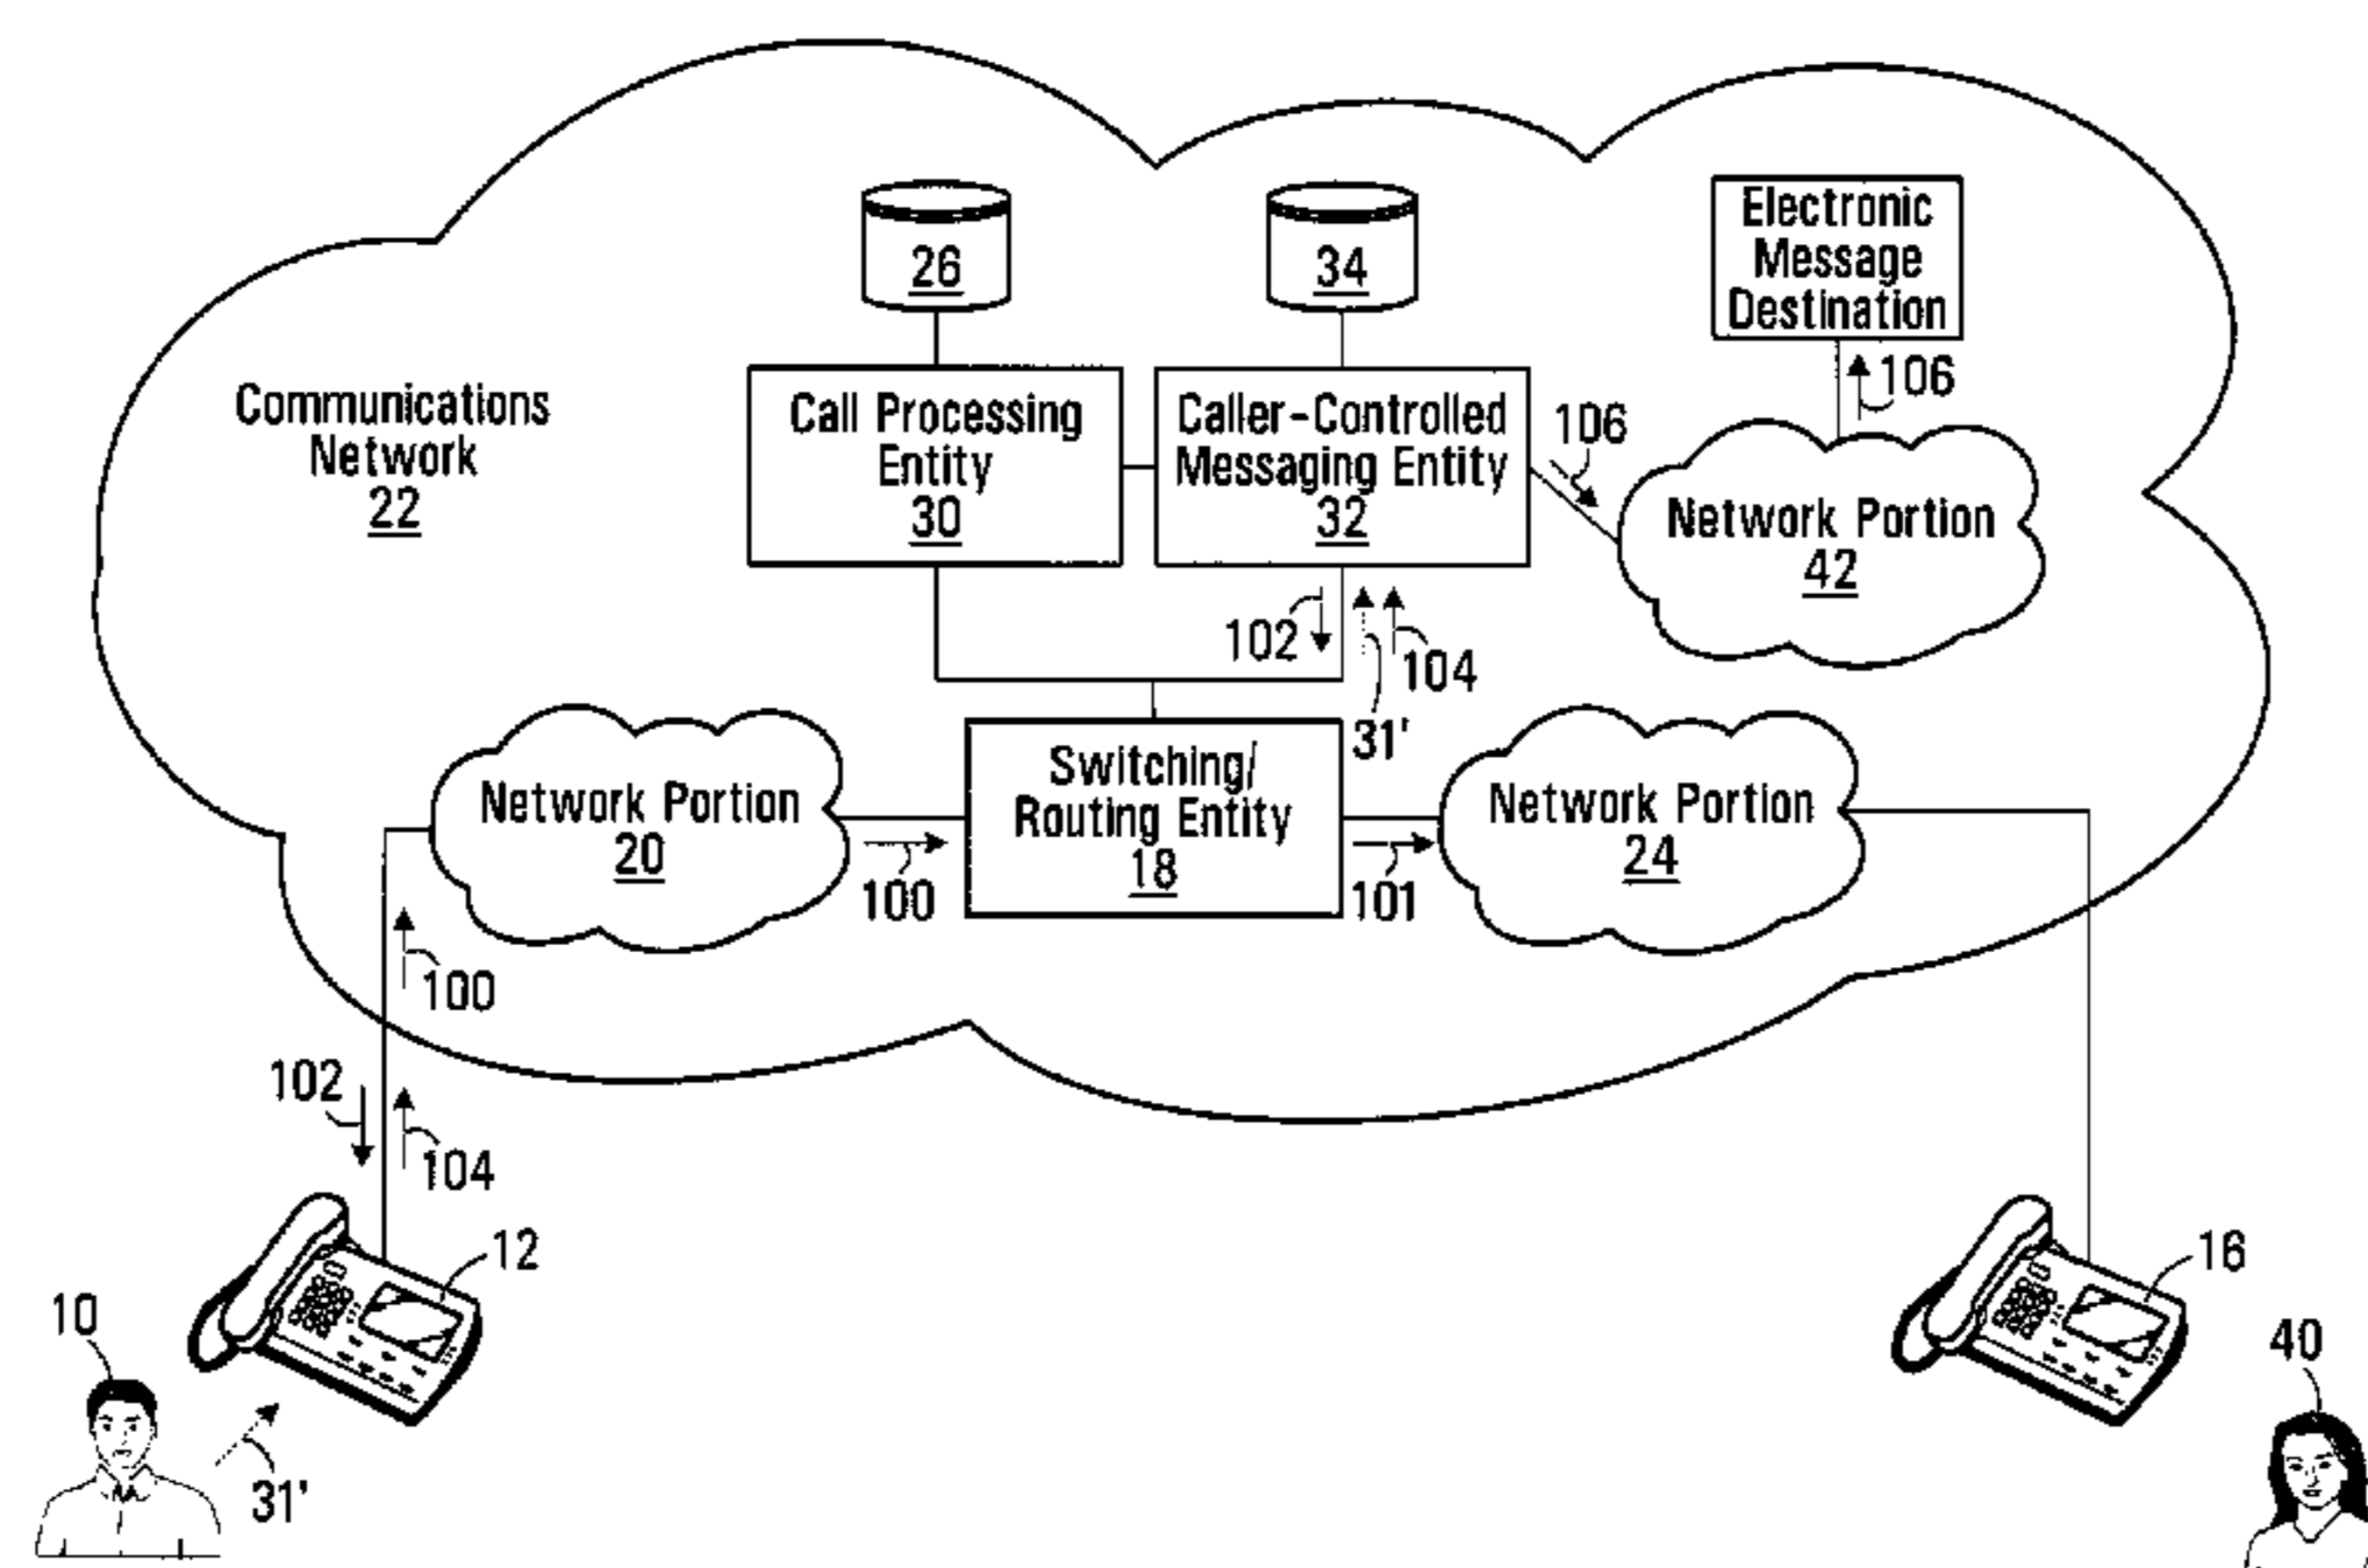 26
34
Electronic
Message
Destination
106
Communications
Network
22
Call Processing
Entity
30
Caller-Controlled
Messaging Entity
32
106
Network Portion
42
102
104
31'
Network Portion
20
100
Switching/
Routing Entity
18
101
Network Portion
24
100
102
104
12
16
10
31'
40